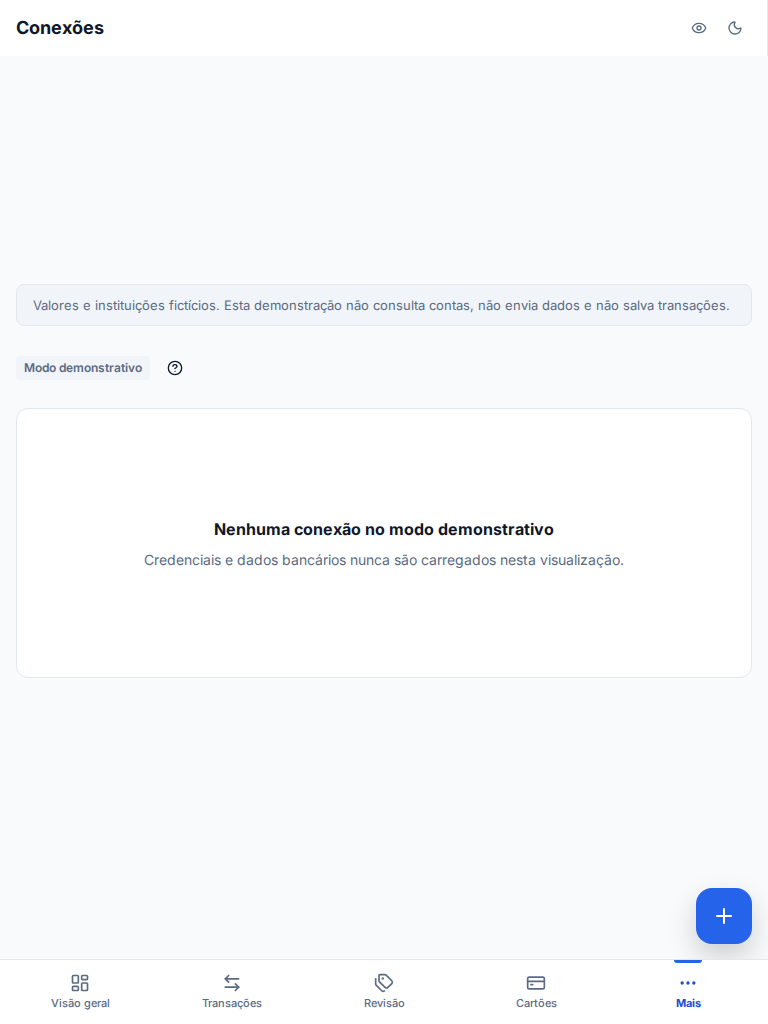 Conexões
Valores e instituições fictícios. Esta demonstração não consulta contas, não envia dados e não salva transações.
Modo demonstrativo
Nenhuma conexão no modo demonstrativo
Credenciais e dados bancários nunca são carregados nesta visualização.
Visão geral
Transações
Revisão
Cartões
Mais